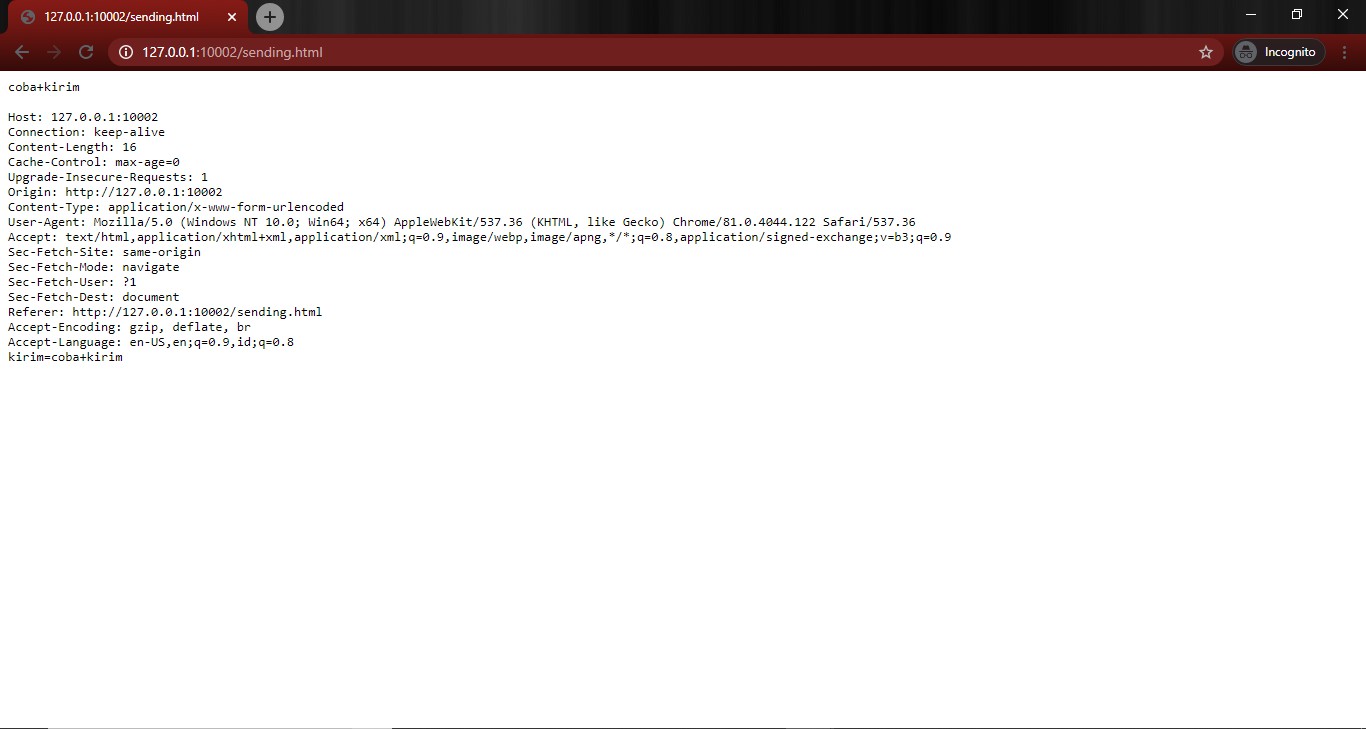 127.0.0.1:10002/sending.html
127.0.0.1:10002/sending.html
Incognito
coba+kirim
Host: 127.0.0.1:10002
Connection: keep-alive
Content-Length: 16
Cache-Control: max-age=0
Upgrade-Insecure-Requests: 1
Origin: http://127.0.0.1:10002
Content-Type: application/x-www-form-urlencoded
User-Agent: Mozilla/5.0 (Windows NT 10.0; Win64; x64) AppleWebKit/537.36 (KHTML, like Gecko) Chrome/81.0.4044.122 Safari/537.36
Accept: text/html,application/xhtml+xml,application/xml;q=0.9,image/webp,image/apng,*/*;q=0.8,application/signed-exchange;v=b3;q=0.9
Sec-Fetch-Site: same-origin
Sec-Fetch-Mode: navigate
Sec-Fetch-User: ?1
Sec-Fetch-Dest: document
Referer: http://127.0.0.1:10002/sending.html
Accept-Encoding: gzip, deflate, br
Accept-Language: en-US,en;q=0.9,id;q=0.8
kirim=coba+kirim